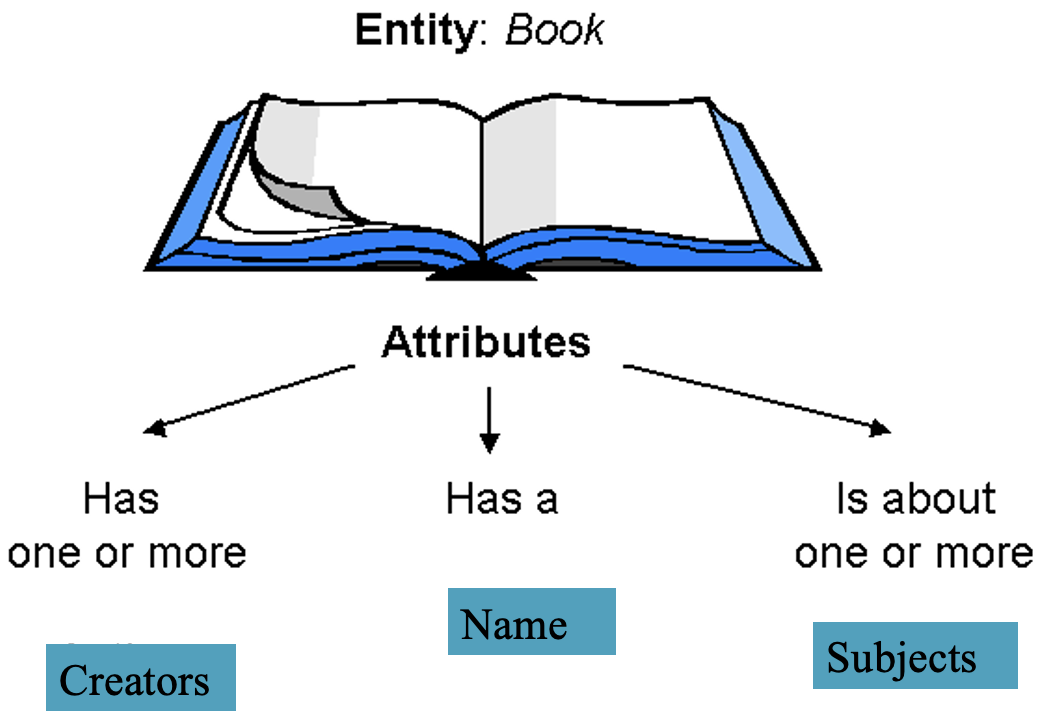 Entity: Book
Attributes
Has
one or more
Creators
Has a
Name
Is about
one or more
Subjects